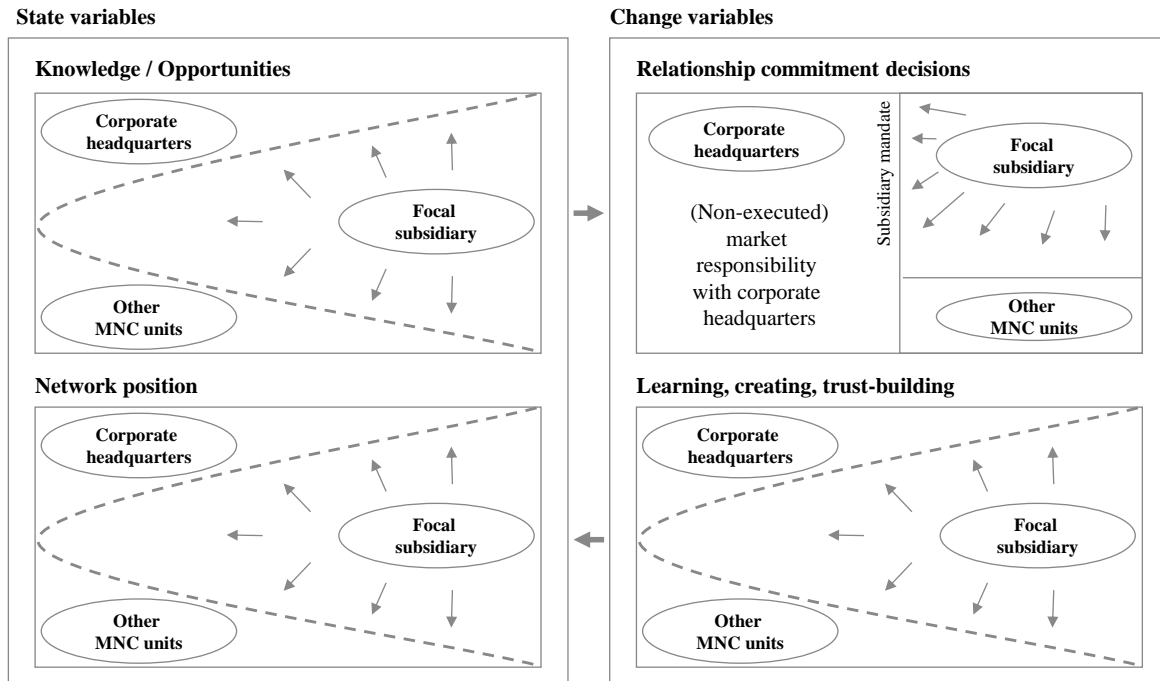 State variables
Change variables
Knowledge / Opportunities
Corporate
headquarters
Focal
subsidiary
Other
MNC units
Relationship commitment decisions
Corporate
headquarters
(Non-executed)
market
responsibility
with corporate
headquarters
Subsidiary mandate
Focal
subsidiary
Other
MNC units
Network position
Corporate
headquarters
Focal
subsidiary
Other
MNC units
Learning, creating, trust-building
Corporate
headquarters
Focal
subsidiary
Other
MNC units